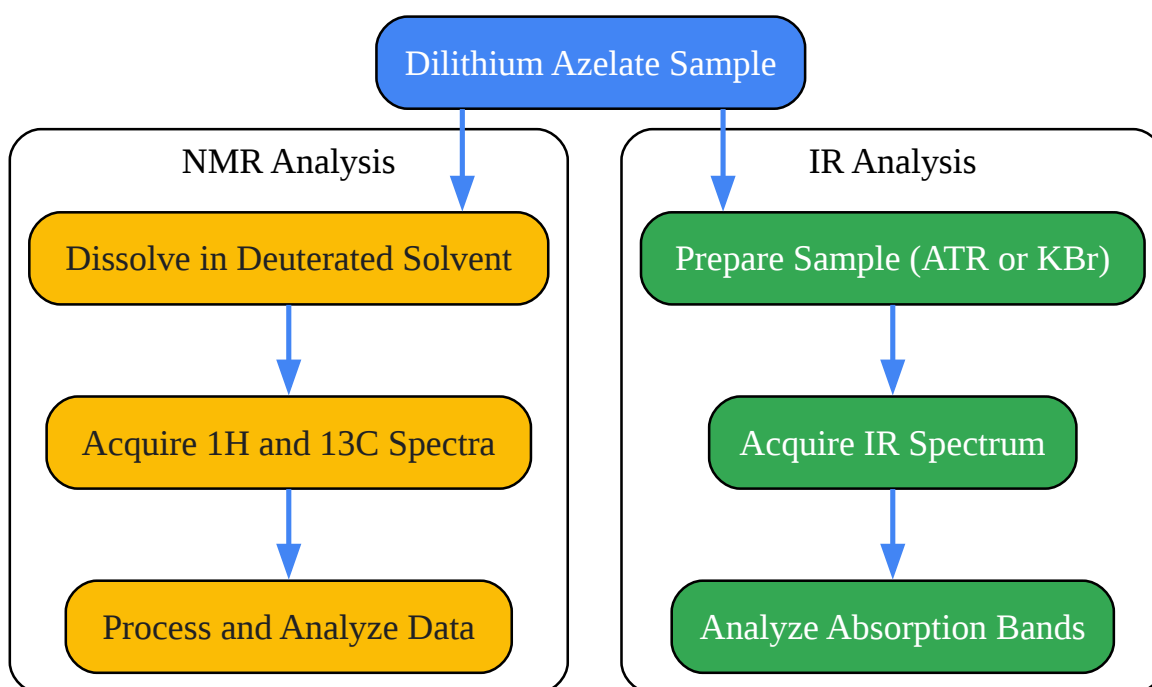 Dilithium Azelate Sample
NMR Analysis
Dissolve in Deuterated Solvent
Acquire 1H and 13C Spectra
Process and Analyze Data
IR Analysis
Prepare Sample (ATR or KBr)
Acquire IR Spectrum
Analyze Absorption Bands